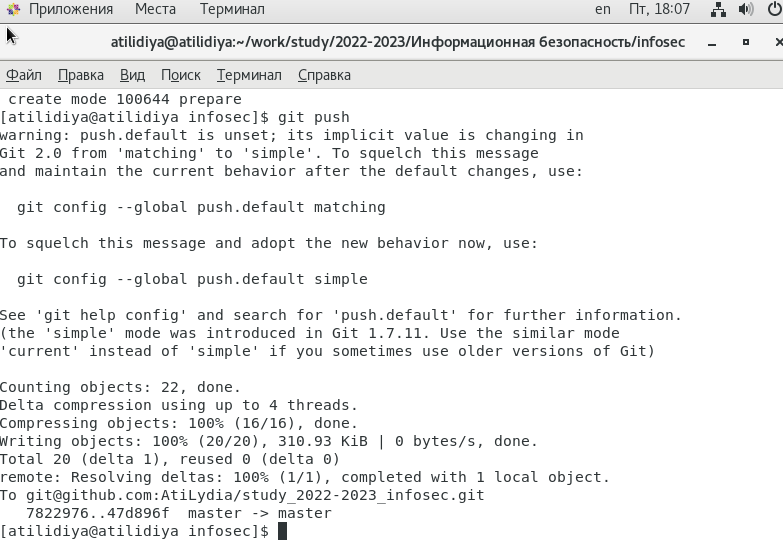 Приложения Места Терминал en Пт, 18:07
atilidiya@atilidiya:~/work/study/2022-2023/Информационная безопасность/infosec
Файл Правка Вид Поиск Терминал Справка
create mode 100644 prepare
[atilidiya@atilidiya infosec]$ git push
warning: push.default is unset; its implicit value is changing in
Git 2.0 from 'matching' to 'simple'. To squelch this message
and maintain the current behavior after the default changes, use:
git config --global push.default matching
To squelch this message and adopt the new behavior now, use:
git config --global push.default simple
See 'git help config' and search for 'push.default' for further information.
(the 'simple' mode was introduced in Git 1.7.11. Use the similar mode
'current' instead of 'simple' if you sometimes use older versions of Git)
Counting objects: 22, done.
Delta compression using up to 4 threads.
Compressing objects: 100% (16/16), done.
Writing objects: 100% (20/20), 310.93 KiB | 0 bytes/s, done.
Total 20 (delta 1), reused 0 (delta 0)
remote: Resolving deltas: 100% (1/1), completed with 1 local object.
To git@github.com:AtiLydia/study_2022-2023_infosec.git
7822976..47d896f master -> master
[atilidiya@atilidiya infosec]$